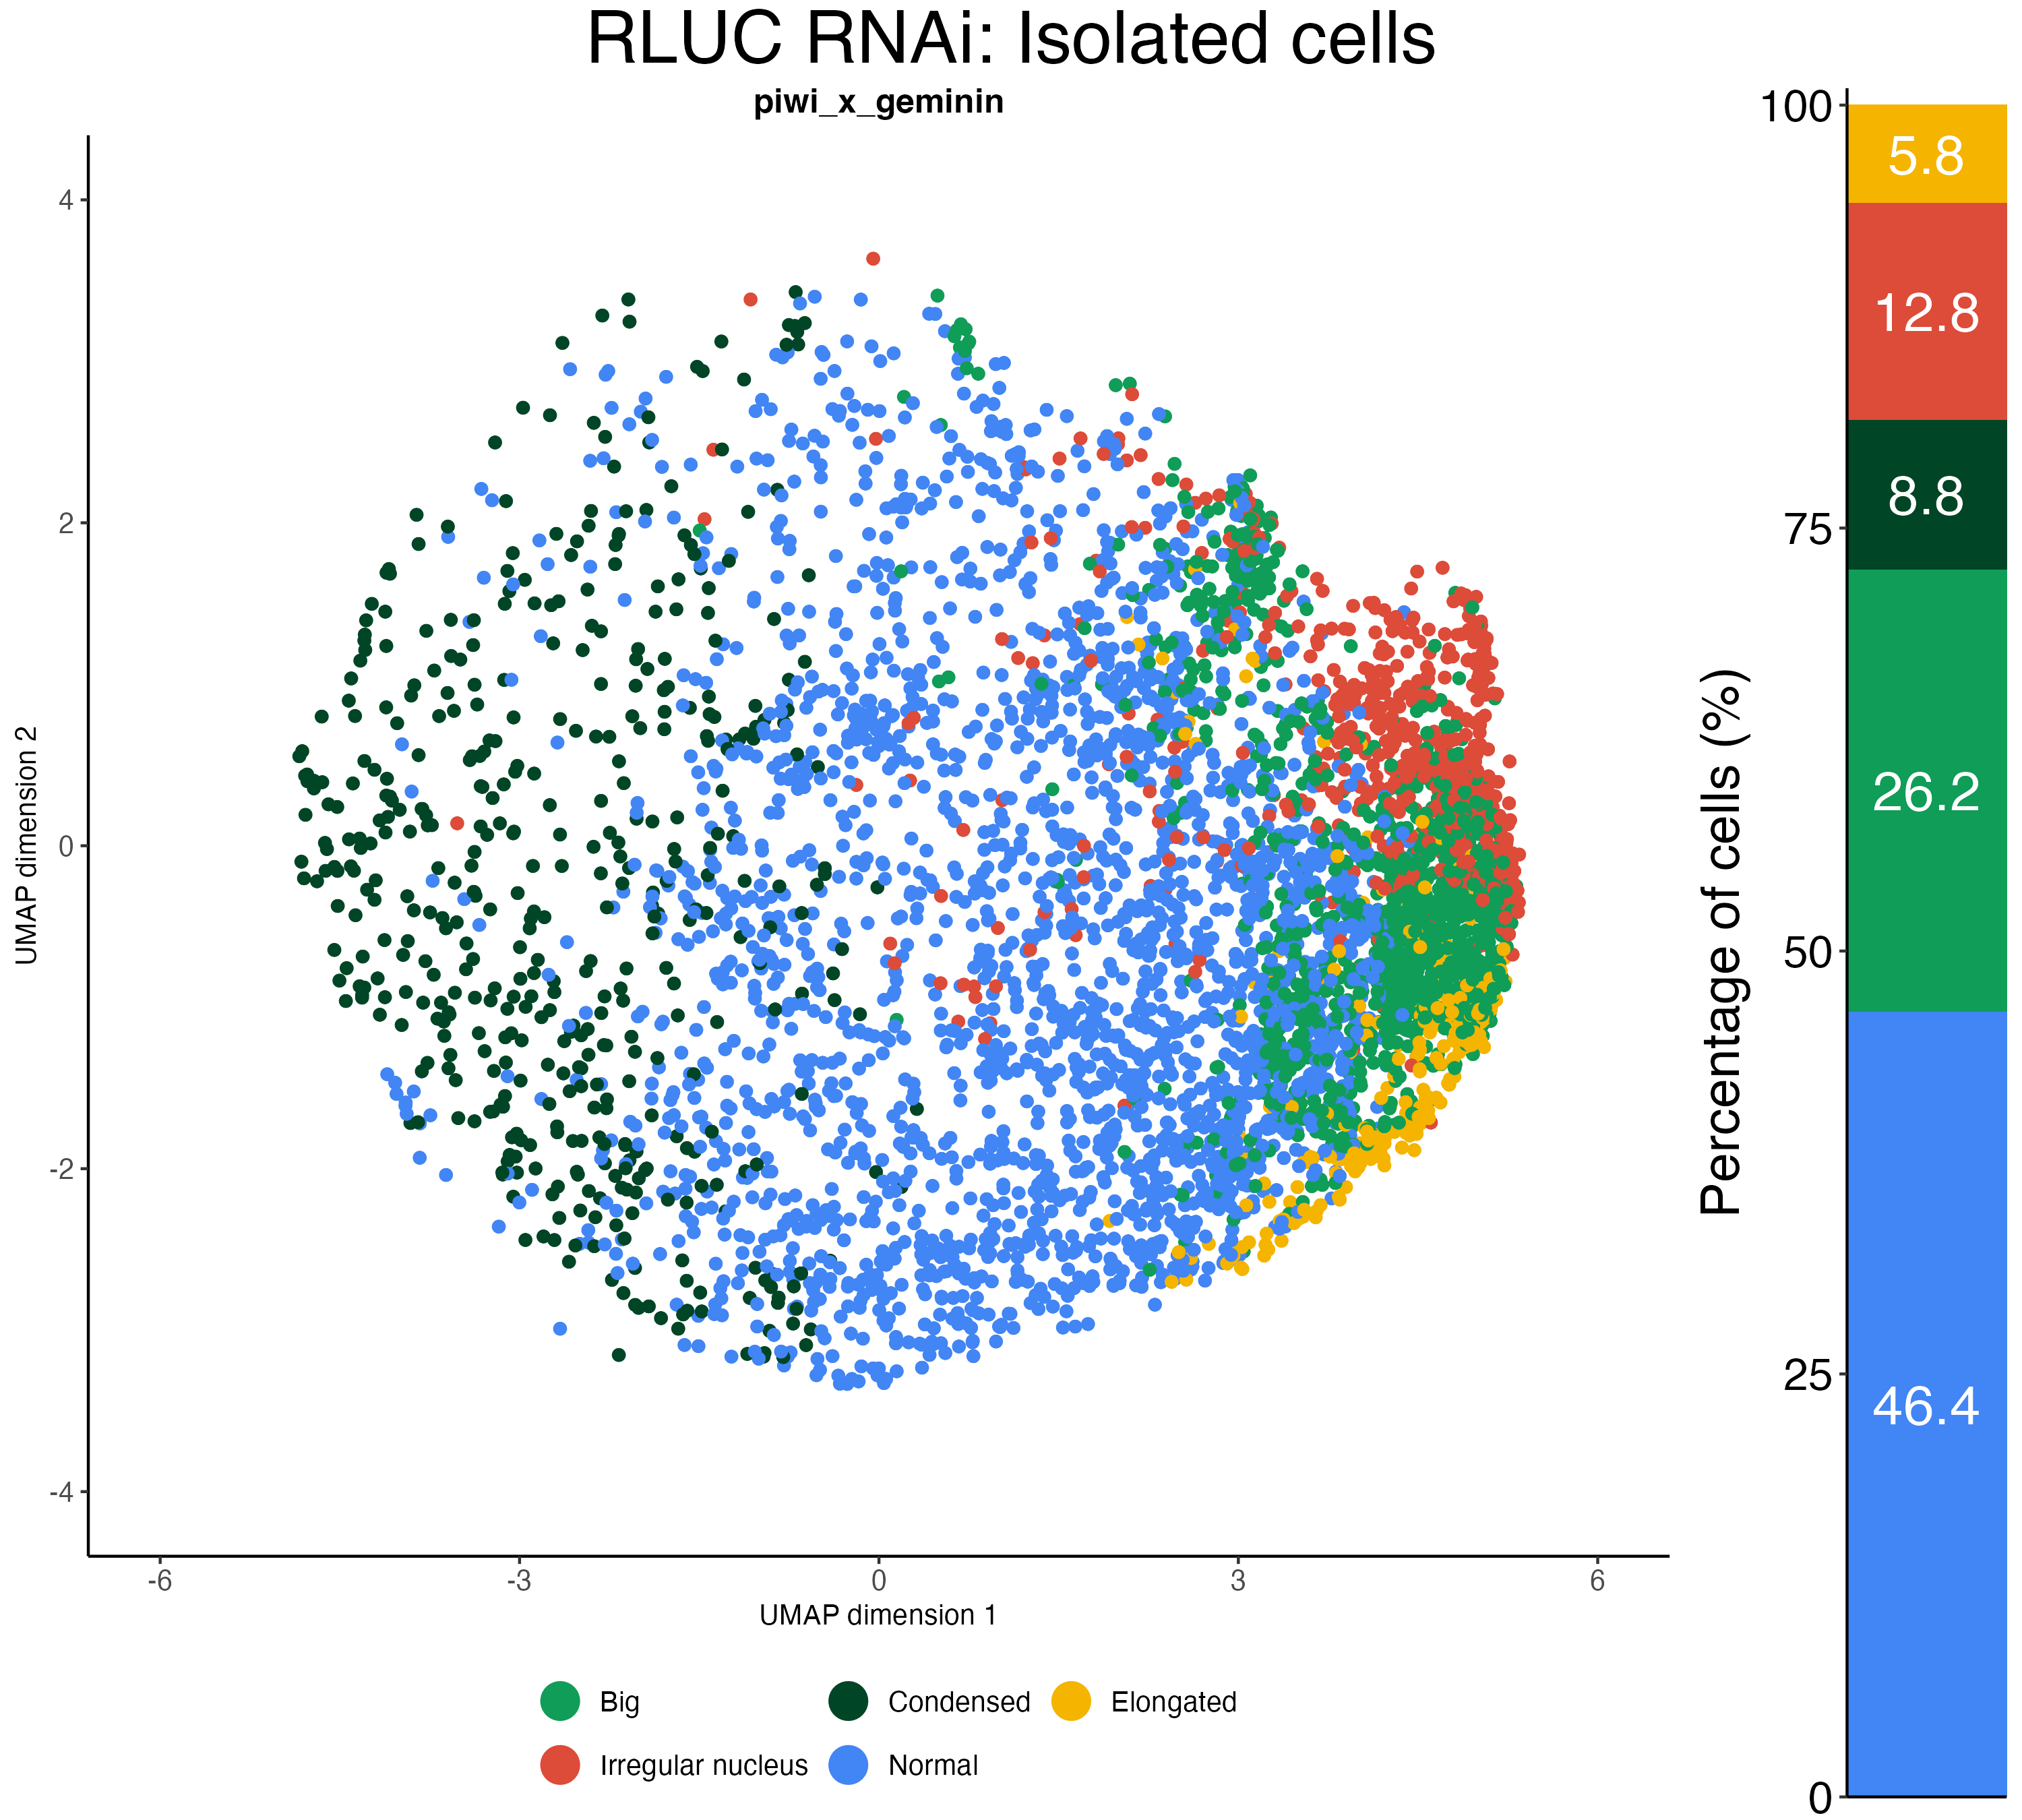 RLUC RNAi: Isolated cells
piwi_x_geminin
UMAP dimension 2
4
2
0
-2
-4
-6
-3
0
3
6
UMAP dimension 1
Big
Condensed
Elongated
Irregular nucleus
Normal
Percentage of cells (%)
100
75
50
25
0
5.8
12.8
8.8
26.2
46.4